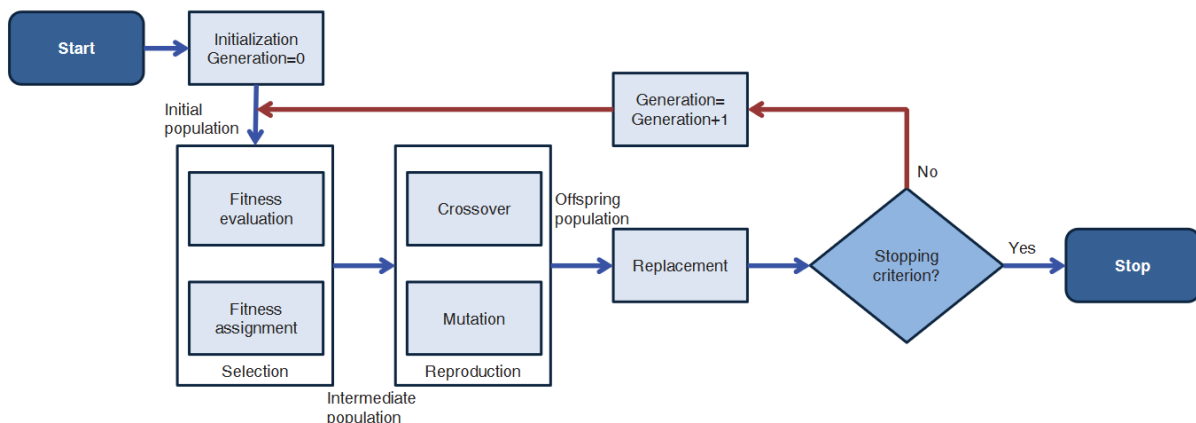 Start
Initialization
Generation=0
Initial
population
Generation=
Generation+1
No
Fitness
evaluation
Fitness
assignment
Selection
Crossover
Mutation
Reproduction
Intermediate
population
Offspring
population
Replacement
Stopping
criterion?
Yes
Stop